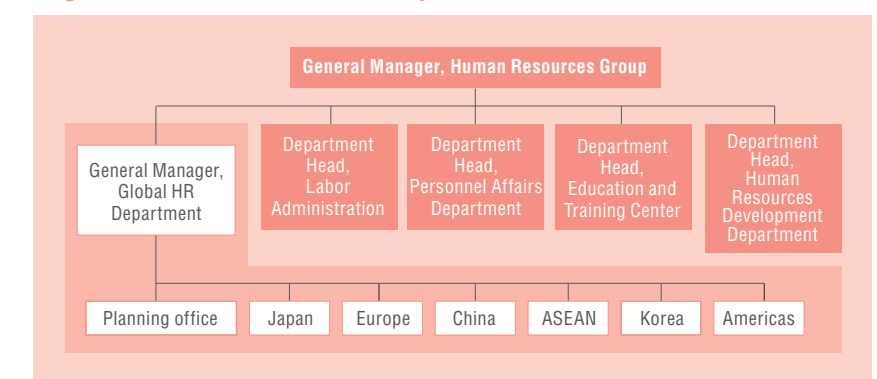 General Manager, Human Resources Group
General Manager,
Global HR
Department
Department
Head,
Labor
Administration
Department
Head,
Personnel Affairs
Department
Department
Head,
Education and
Training Center
Department
Head,
Human
Resources
Development
Department
Planning office
Japan
Europe
China
ASEAN
Korea
Americas